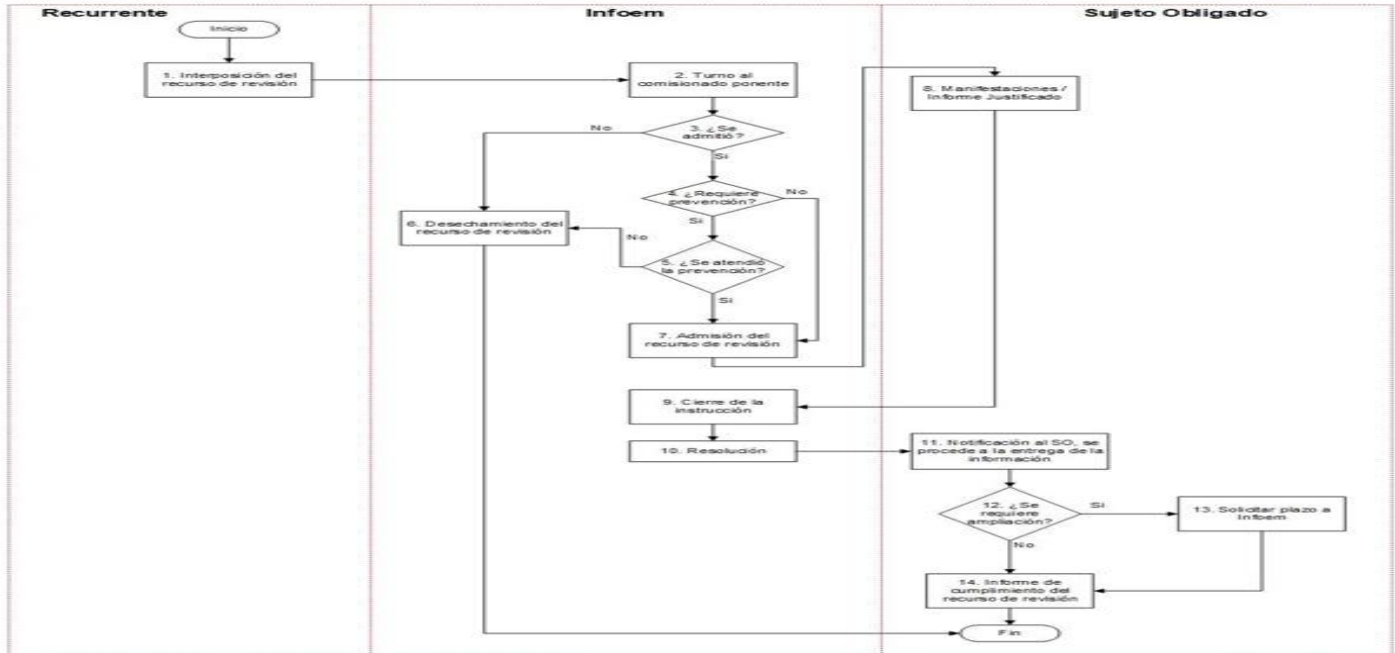 Recurrente
Infoem
Sujeto Obligado
Inicio
1. Interposición del
recurso de revisión
2. Turno al
comisionado ponente
8. Manifestaciones /
Informe Justificado
3. ¿Se
admitió?
No
Si
4. ¿Requiere
prevención?
No
Si
6. Desechamiento del
recurso de revisión
No
5. ¿Se atendió
la prevención?
Si
7. Admisión del
recurso de revisión
9. Cierre de la
instrucción
10. Resolución
11. Notificación al SO, se
procede a la entrega de la
información
12. ¿Se
requiere
ampliación?
Si
13. Solicitar plazo a
Infoem
No
14. Informe de
cumplimiento del
recurso de revisión
Fin